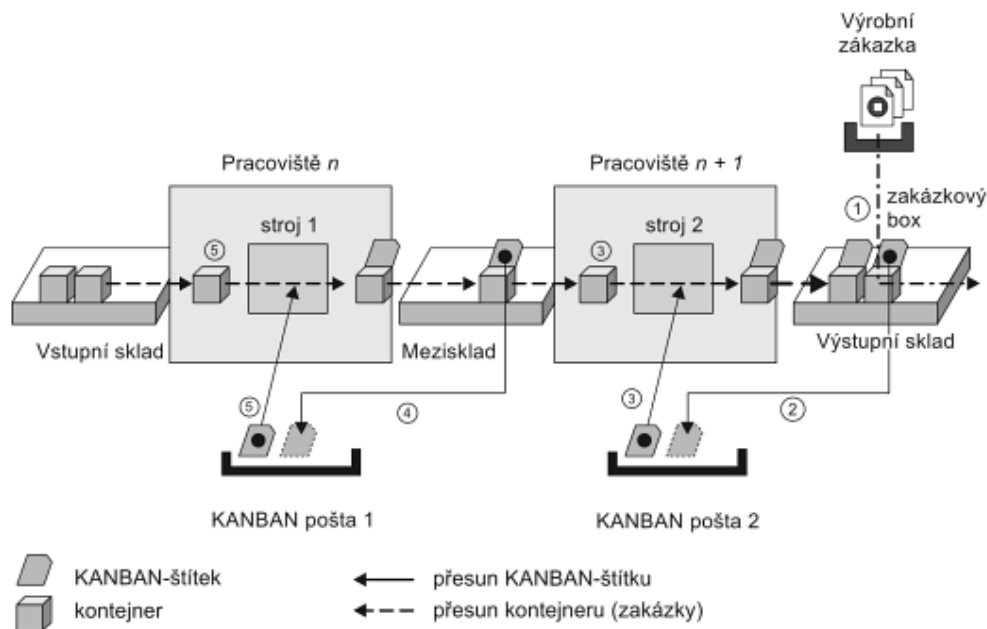 Výrobní
zákazka
Pracoviště n
Pracoviště n + 1
1
zakázkový
box
stroj 1
stroj 2
5
3
Vstupní sklad
Mezisklad
Výstupní sklad
5
4
3
2
KANBAN pošta 1
KANBAN pošta 2
KANBAN-štítek
přesun KANBAN-štítku
kontejner
přesun kontejneru (zakázky)